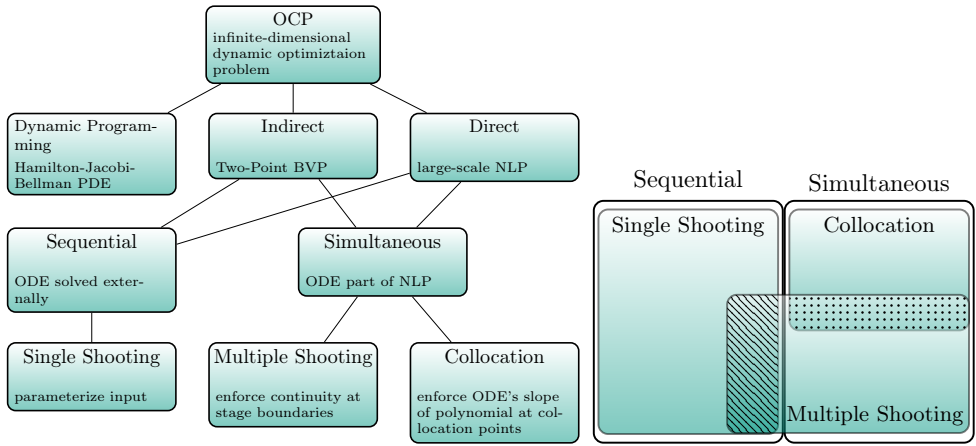 OCP
infinite-dimensional
dynamic optimiztaion
problem
Dynamic Program-
ming
Hamilton-Jacobi-
Bellman PDE
Indirect
Two-Point BVP
Direct
large-scale NLP
Sequential
ODE solved exter-
nally
Simultaneous
ODE part of NLP
Single Shooting
parameterize input
Multiple Shooting
enforce continuity at
stage boundaries
Collocation
enforce ODE's slope
of polynomial at col-
location points
Sequential
Simultaneous
Single Shooting
Collocation
Multiple Shooting